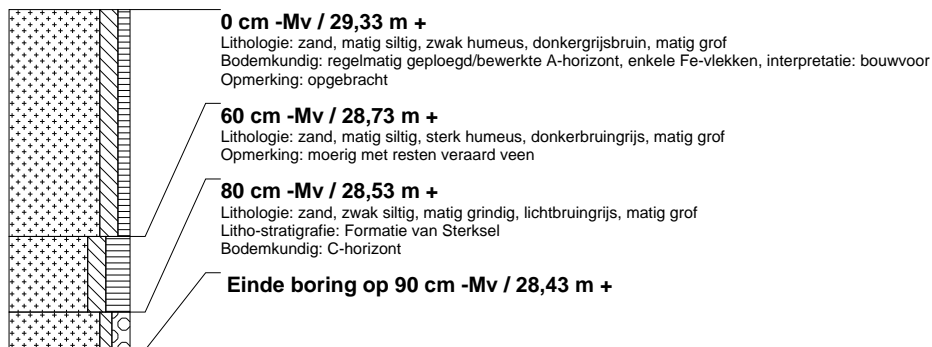 0 cm -Mv / 29,33 m +
Lithologie: zand, matig siltig, zwak humeus, donkergrijsbruin, matig grof
Bodemkundig: regelmatig geploegd/bewerkte A-horizont, enkele Fe-vlekken, interpretatie: bouwvoor
Opmerking: opgebracht
60 cm -Mv / 28,73 m +
Lithologie: zand, matig siltig, sterk humeus, donkerbruingrijs, matig grof
Opmerking: moerig met resten veraard veen
80 cm -Mv / 28,53 m +
Lithologie: zand, zwak siltig, matig grindig, lichtbruingrijs, matig grof
Litho-stratigrafie: Formatie van Sterksel
Bodemkundig: C-horizont
Einde boring op 90 cm -Mv / 28,43 m +